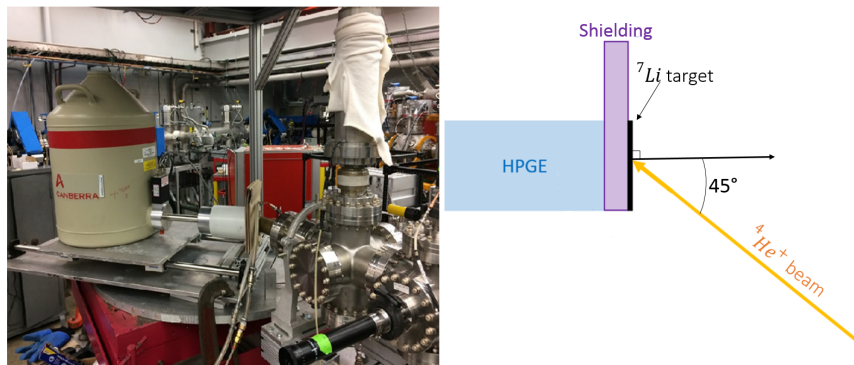 A
CANBERRA
Shielding
⁷Li target
HPGE
45°
⁴He⁺ beam